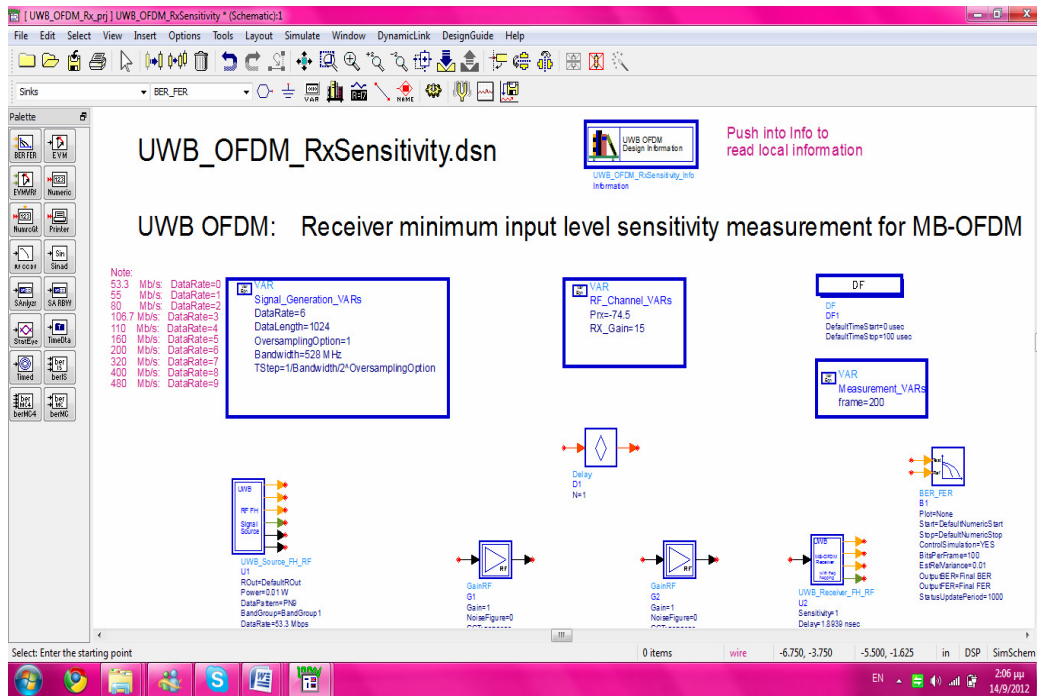 [ UWB_OFDM_Rx_prj ] UWB_OFDM_RxSensitivity * (Schematic):1
File Edit Select View Insert Options Tools Layout Simulate Window DynamicLink DesignGuide Help
VAR
NAME
Sinks
BER_FER
Palette
BER FER
EVM
EVMVRf
Numeric
NumrcGt
Printer
RF CCDF
Sinad
SAnlyzr
SA RBW
StatEye
TimeDta
Timed
berIS
berMC4
berMC
UWB_OFDM_RxSensitivity.dsn
UWB OFDM
Design Information
UWB_OFDM_RxSensitivity_Info
Information
Push into Info to
read local information
UWB OFDM: Receiver minimum input level sensitivity measurement for MB-OFDM
Note:
53.3 Mb/s: DataRate=0
55 Mb/s: DataRate=1
80 Mb/s: DataRate=2
106.7 Mb/s: DataRate=3
110 Mb/s: DataRate=4
160 Mb/s: DataRate=5
200 Mb/s: DataRate=6
320 Mb/s: DataRate=7
400 Mb/s: DataRate=8
480 Mb/s: DataRate=9
VAR
Signal_Generation_VARs
DataRate=6
DataLength=1024
OversamplingOption=1
Bandwidth=528 MHz
TStep=1/Bandwidth/2^OversamplingOption
VAR
RF_Channel_VARs
Prx=-74.5
RX_Gain=15
DF
DF
DF1
DefaultTimeStart=0 usec
DefaultTimeStop=100 usec
VAR
Measurement_VARs
frame=200
Delay
D1
N=1
UWB
RF FH
Signal
Source
UWB_Source_FH_RF
U1
ROut=DefaultROut
Power=0.01 W
DataPattern=PN9
BandGroup=BandGroup1
DataRate=53.3 Mbps
RF
GainRF
G1
Gain=1
NoiseFigure=0
RF
GainRF
G2
Gain=1
NoiseFigure=0
UWB
MB-OFDM
Receiver
UWB_Receiver_FH_RF
U2
Sensitivity=1
Delay=1.8939 nsec
BER_FER
B1
Plot=None
Start=DefaultNumericStart
Stop=DefaultNumericStop
ControlSimulation=YES
BitsPerFrame=100
EstRelVariance=0.01
OutputBER=Final BER
OutputFER=Final FER
StatusUpdatePeriod=1000
Select: Enter the starting point
0 items
wire
-6.750, -3.750
-5.500, -1.625
in
DSP
SimSchem
EN
2:06 μμ
14/9/2012